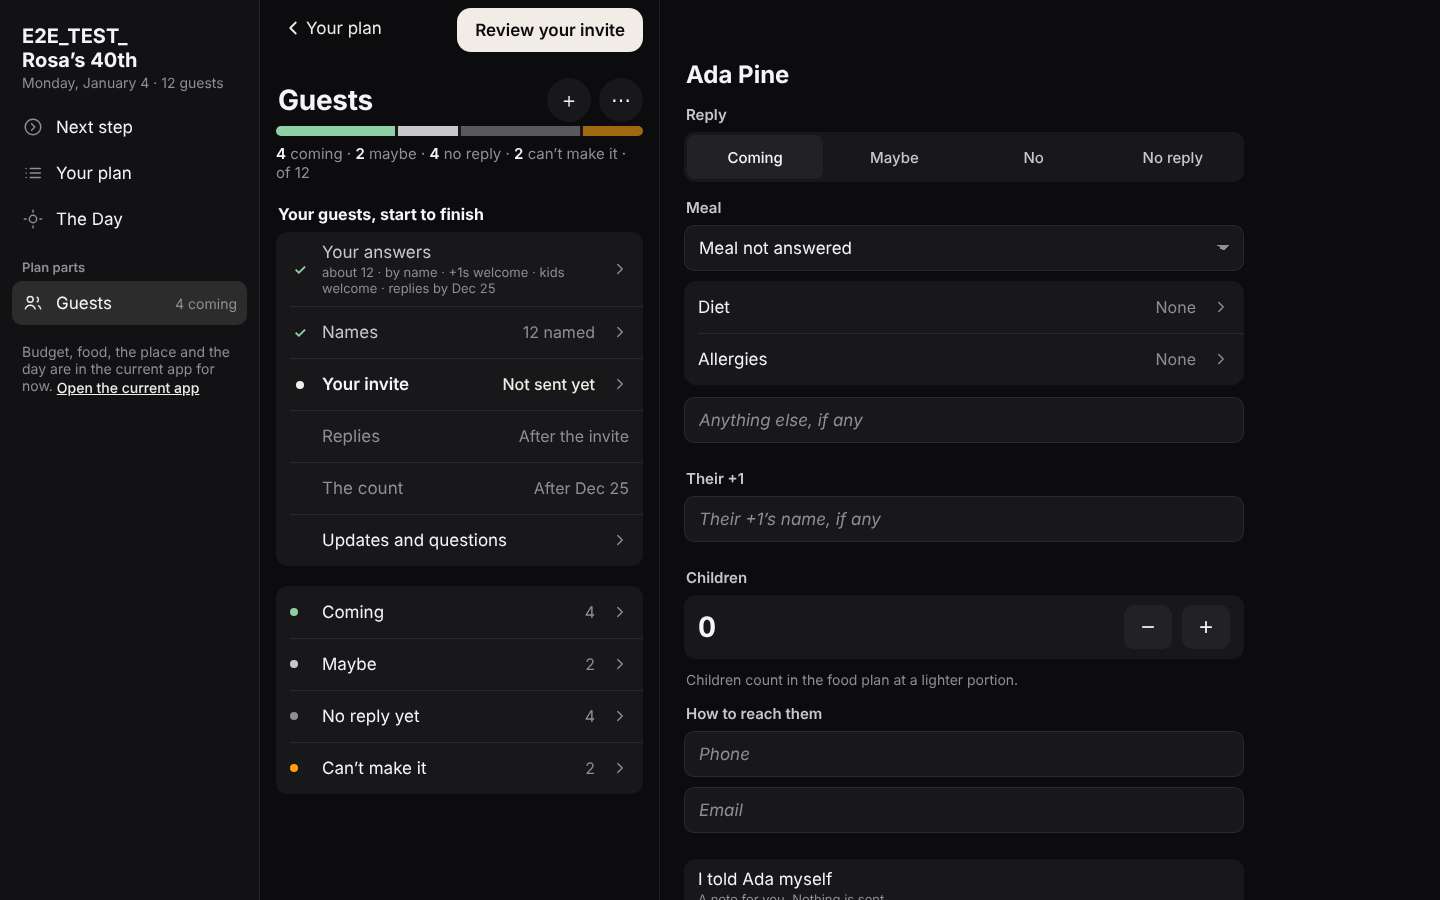 E2E_TEST_
Rosa’s 40th
Monday, January 4 · 12 guests
Next step
Your plan
The Day
Plan parts
Guests 4 coming
Budget, food, the place and the
day are in the current app for
now. Open the current app
Your plan
Review your invite
Guests
+ ···
4 coming · 2 maybe · 4 no reply · 2 can’t make it ·
of 12
Your guests, start to finish
Your answers
about 12 · by name · +1s welcome · kids
welcome · replies by Dec 25
Names 12 named
Your invite Not sent yet
Replies After the invite
The count After Dec 25
Updates and questions
Coming 4
Maybe 2
No reply yet 4
Can’t make it 2
Ada Pine
Reply
Coming Maybe No No reply
Meal
Meal not answered
Diet None
Allergies None
Anything else, if any
Their +1
Their +1’s name, if any
Children
0 − +
Children count in the food plan at a lighter portion.
How to reach them
Phone
Email
I told Ada myself
A note for you. Nothing is sent.